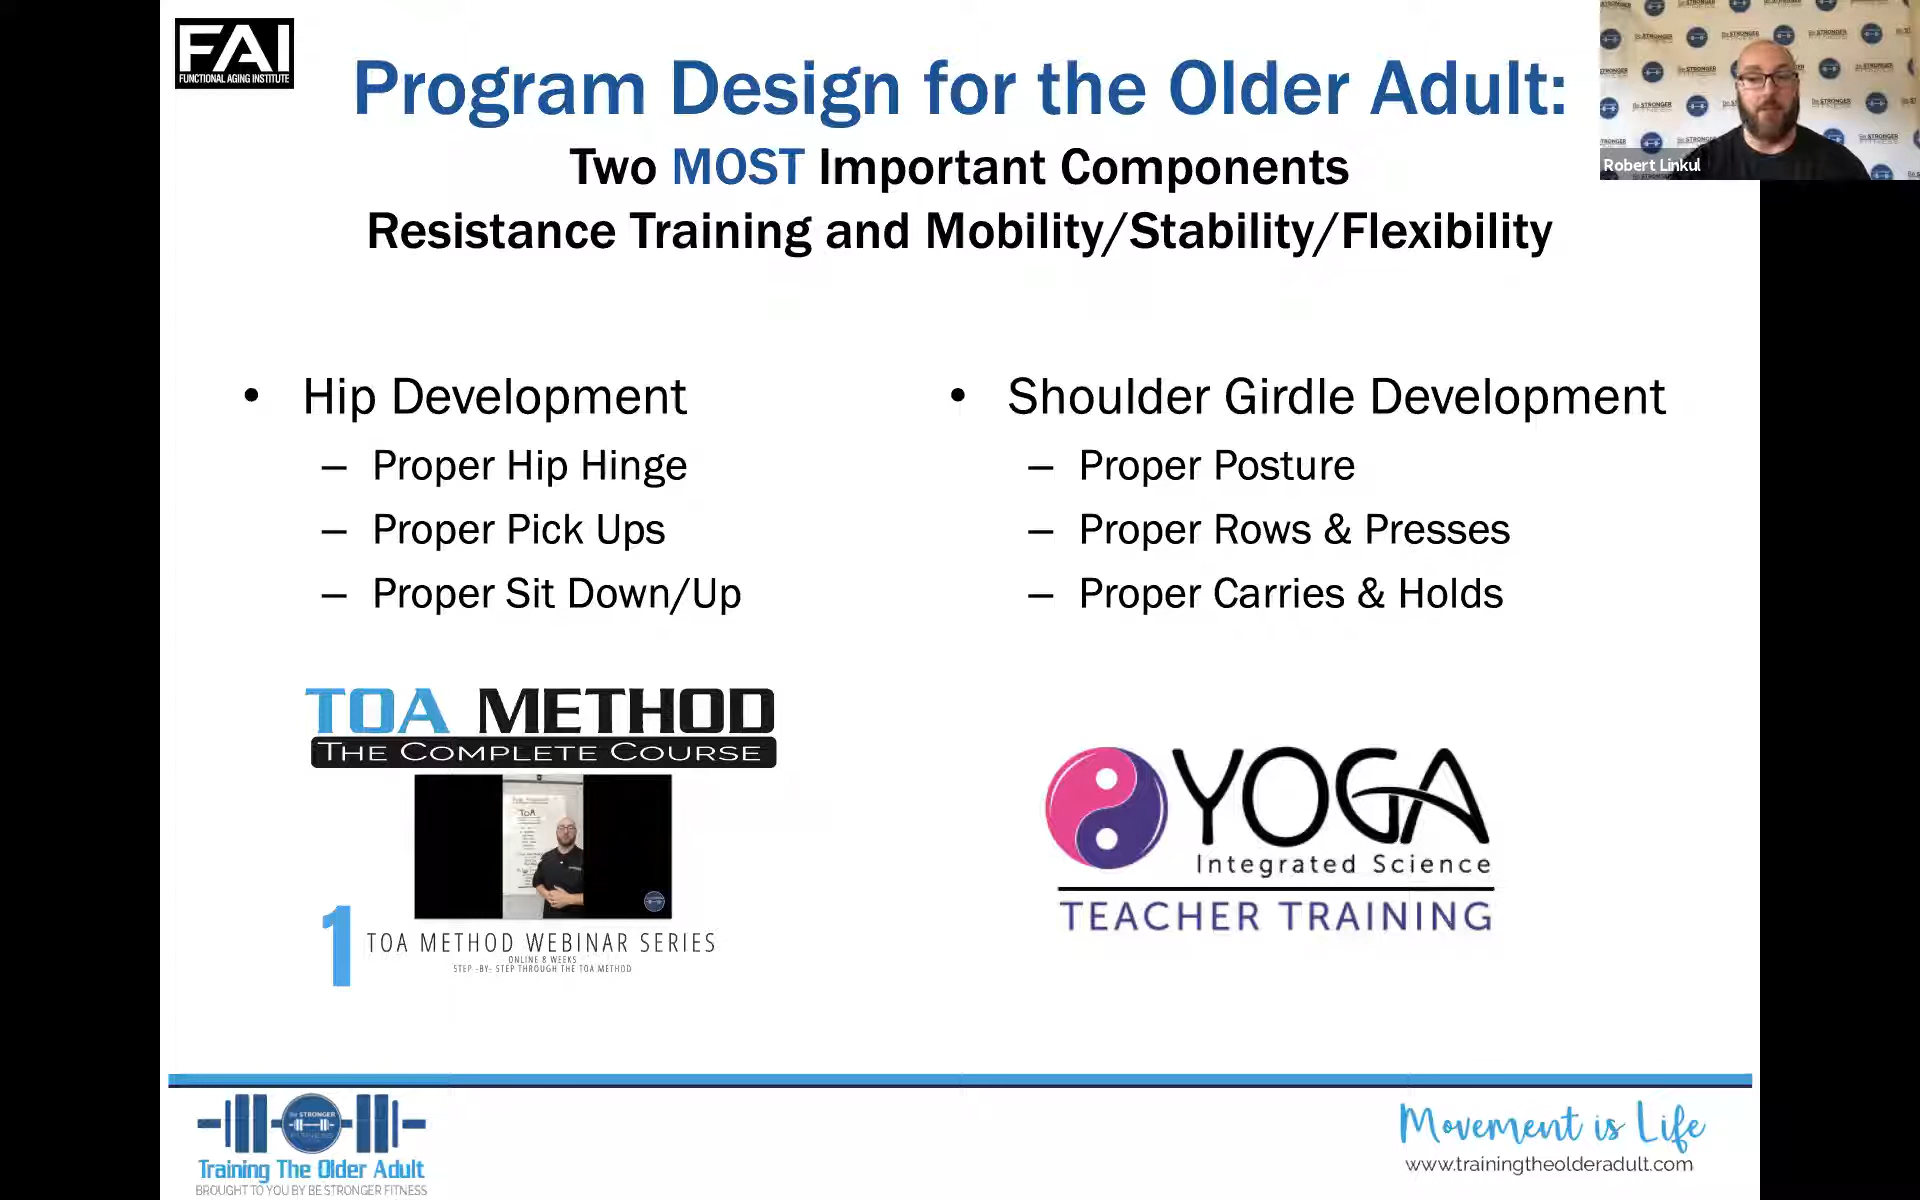 FAI
FUNCTIONAL AGING INSTITUTE
Program Design for the Older Adult:
Two MOST Important Components
Resistance Training and Mobility/Stability/Flexibility
Robert Linkul
• Hip Development
– Proper Hip Hinge
– Proper Pick Ups
– Proper Sit Down/Up
• Shoulder Girdle Development
– Proper Posture
– Proper Rows & Presses
– Proper Carries & Holds
TOA METHOD
THE COMPLETE COURSE
TOA
1 TOA METHOD WEBINAR SERIES
ONLINE 8 WEEKS
STEP -BY- STEP THROUGH THE TOA METHOD
YOGA
Integrated Science
TEACHER TRAINING
Be STRONGER
FITNESS
Training The Older Adult
BROUGHT TO YOU BY BE STRONGER FITNESS
Movement is Life
www.trainingtheolderadult.com